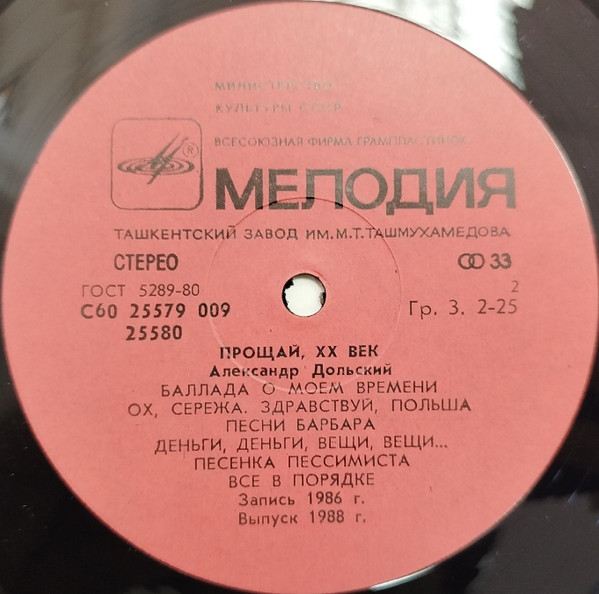 МИНИСТЕРСТВО
КУЛЬТУРЫ СССР
ВСЕСОЮЗНАЯ ФИРМА ГРАМПЛАСТИНОК
®
МЕЛОДИЯ
ТАШКЕНТСКИЙ ЗАВОД ИМ. М.Т.ТАШМУХАМЕДОВА
СТЕРЕО
33
ГОСТ 5289-80
2
С60 25579 009
Гр. 3. 2-25
25580
ПРОЩАЙ, ХХ ВЕК
Александр Дольский
БАЛЛАДА О МОЕМ ВРЕМЕНИ
ОХ, СЕРЕЖА. ЗДРАВСТВУЙ, ПОЛЬША
ПЕСНИ БАРБАРА
ДЕНЬГИ, ДЕНЬГИ, ВЕЩИ, ВЕЩИ...
ПЕСЕНКА ПЕССИМИСТА
ВСЕ В ПОРЯДКЕ
Запись 1986 г.
Выпуск 1988 г.